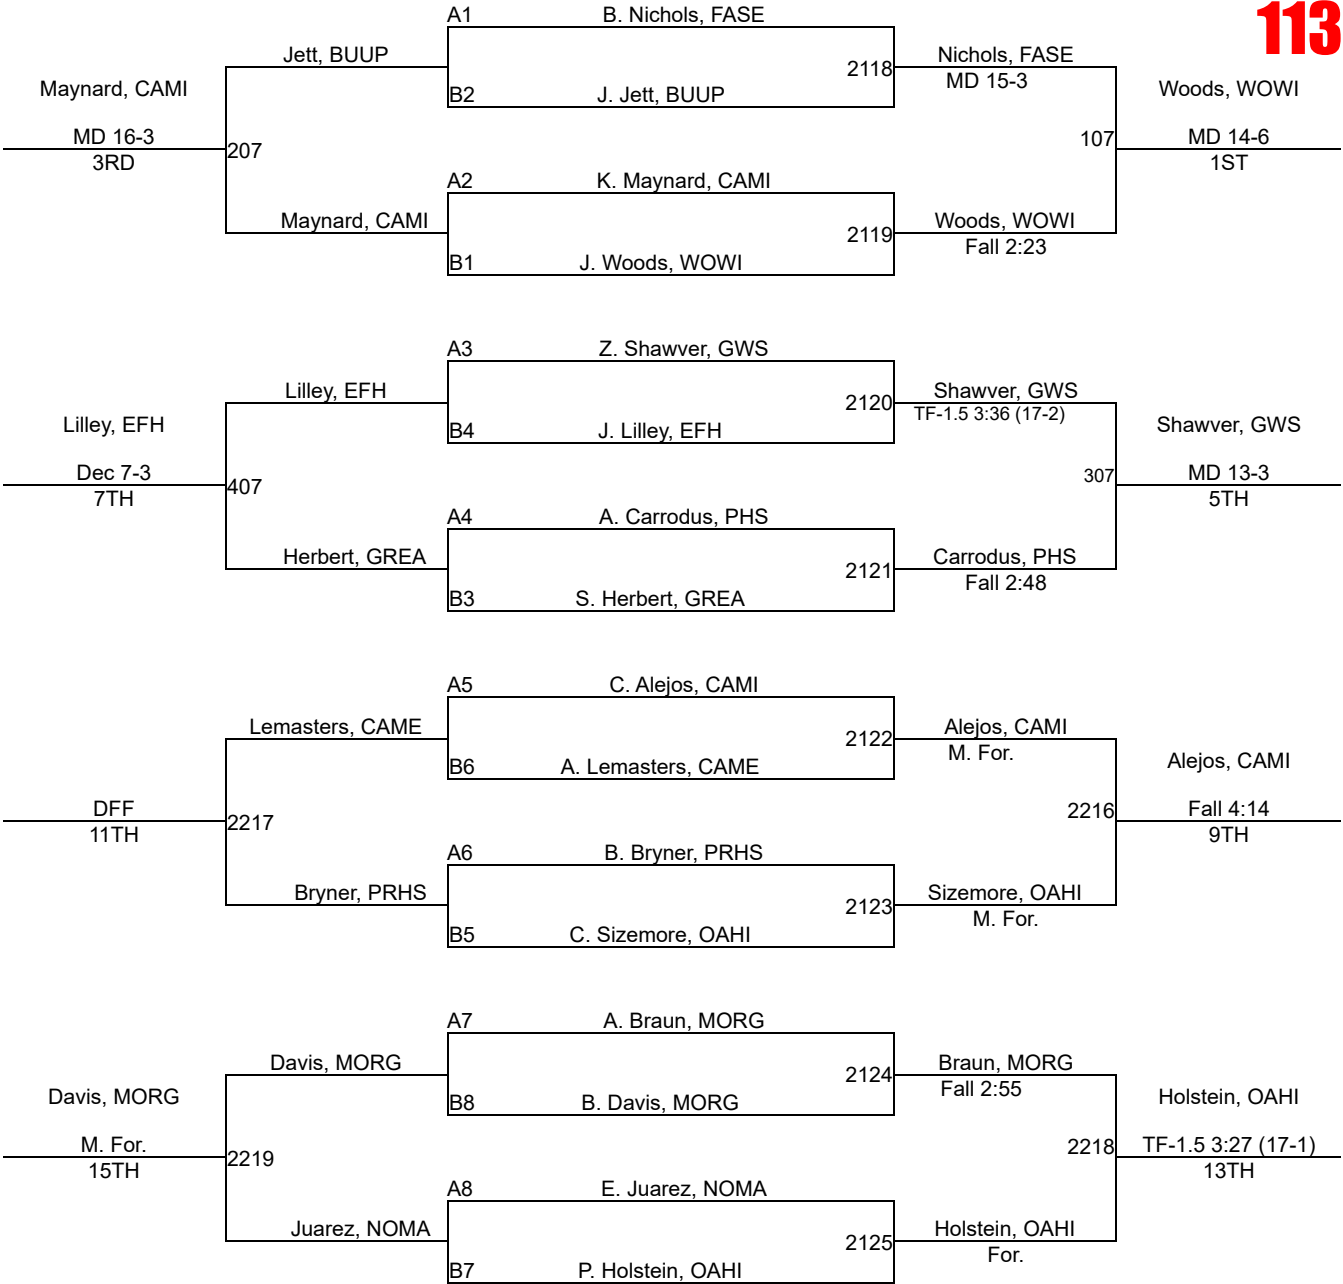 113
A1 B. Nichols, FASE
Jett, BUUP
2118
Nichols, FASE
MD 15-3
B2 J. Jett, BUUP
Maynard, CAMI
MD 16-3
3RD
207
107
Woods, WOWI
MD 14-6
1ST
A2 K. Maynard, CAMI
Maynard, CAMI
2119
Woods, WOWI
Fall 2:23
B1 J. Woods, WOWI
A3 Z. Shawver, GWS
Lilley, EFH
2120
Shawver, GWS
TF-1.5 3:36 (17-2)
B4 J. Lilley, EFH
Lilley, EFH
Dec 7-3
7TH
407
307
Shawver, GWS
MD 13-3
5TH
A4 A. Carrodus, PHS
Herbert, GREA
2121
Carrodus, PHS
Fall 2:48
B3 S. Herbert, GREA
A5 C. Alejos, CAMI
Lemasters, CAME
2122
Alejos, CAMI
M. For.
B6 A. Lemasters, CAME
DFF
11TH
2217
2216
Alejos, CAMI
Fall 4:14
9TH
A6 B. Bryner, PRHS
Bryner, PRHS
2123
Sizemore, OAHI
M. For.
B5 C. Sizemore, OAHI
A7 A. Braun, MORG
Davis, MORG
2124
Braun, MORG
Fall 2:55
B8 B. Davis, MORG
Davis, MORG
M. For.
15TH
2219
2218
Holstein, OAHI
TF-1.5 3:27 (17-1)
13TH
A8 E. Juarez, NOMA
Juarez, NOMA
2125
Holstein, OAHI
For.
B7 P. Holstein, OAHI